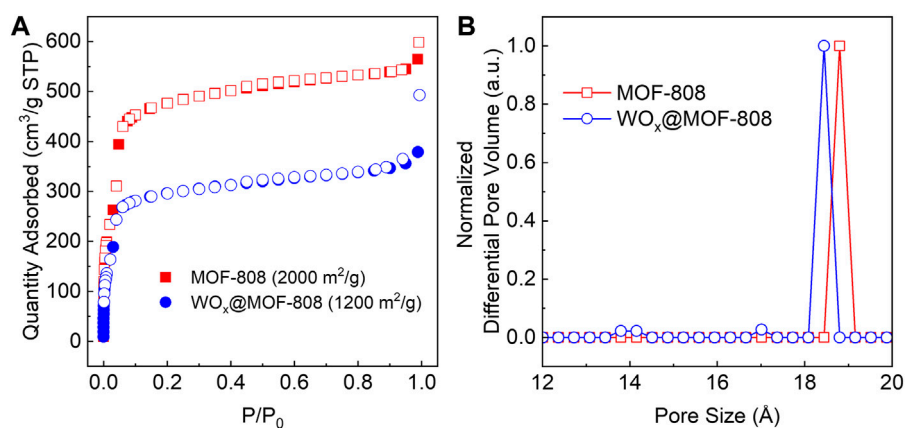 A
Quantity Adsorbed (cm³/g STP)
600
500
400
300
200
100
0
0.0 0.2 0.4 0.6 0.8 1.0
P/P₀
MOF-808 (2000 m²/g)
WOₓ@MOF-808 (1200 m²/g)
B
Normalized
Differential Pore Volume (a.u.)
1.0
0.8
0.6
0.4
0.2
0.0
12 14 16 18 20
Pore Size (Å)
MOF-808
WOₓ@MOF-808